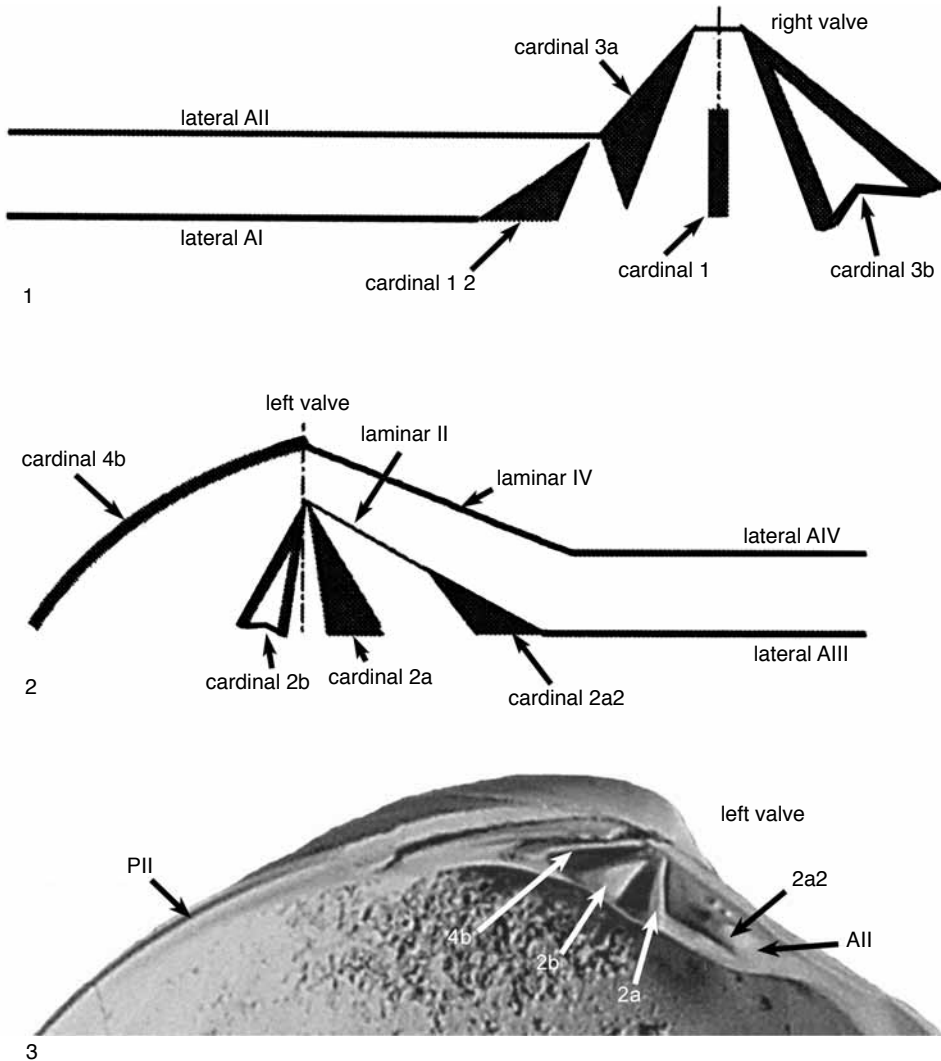 right valve
cardinal 3a
lateral AII
lateral AI
cardinal 1 2
cardinal 1
cardinal 3b
1
left valve
laminar II
cardinal 4b
laminar IV
lateral AIV
lateral AIII
cardinal 2b
cardinal 2a
cardinal 2a2
2
left valve
PII
2a2
AII
4b
2b
2a
3